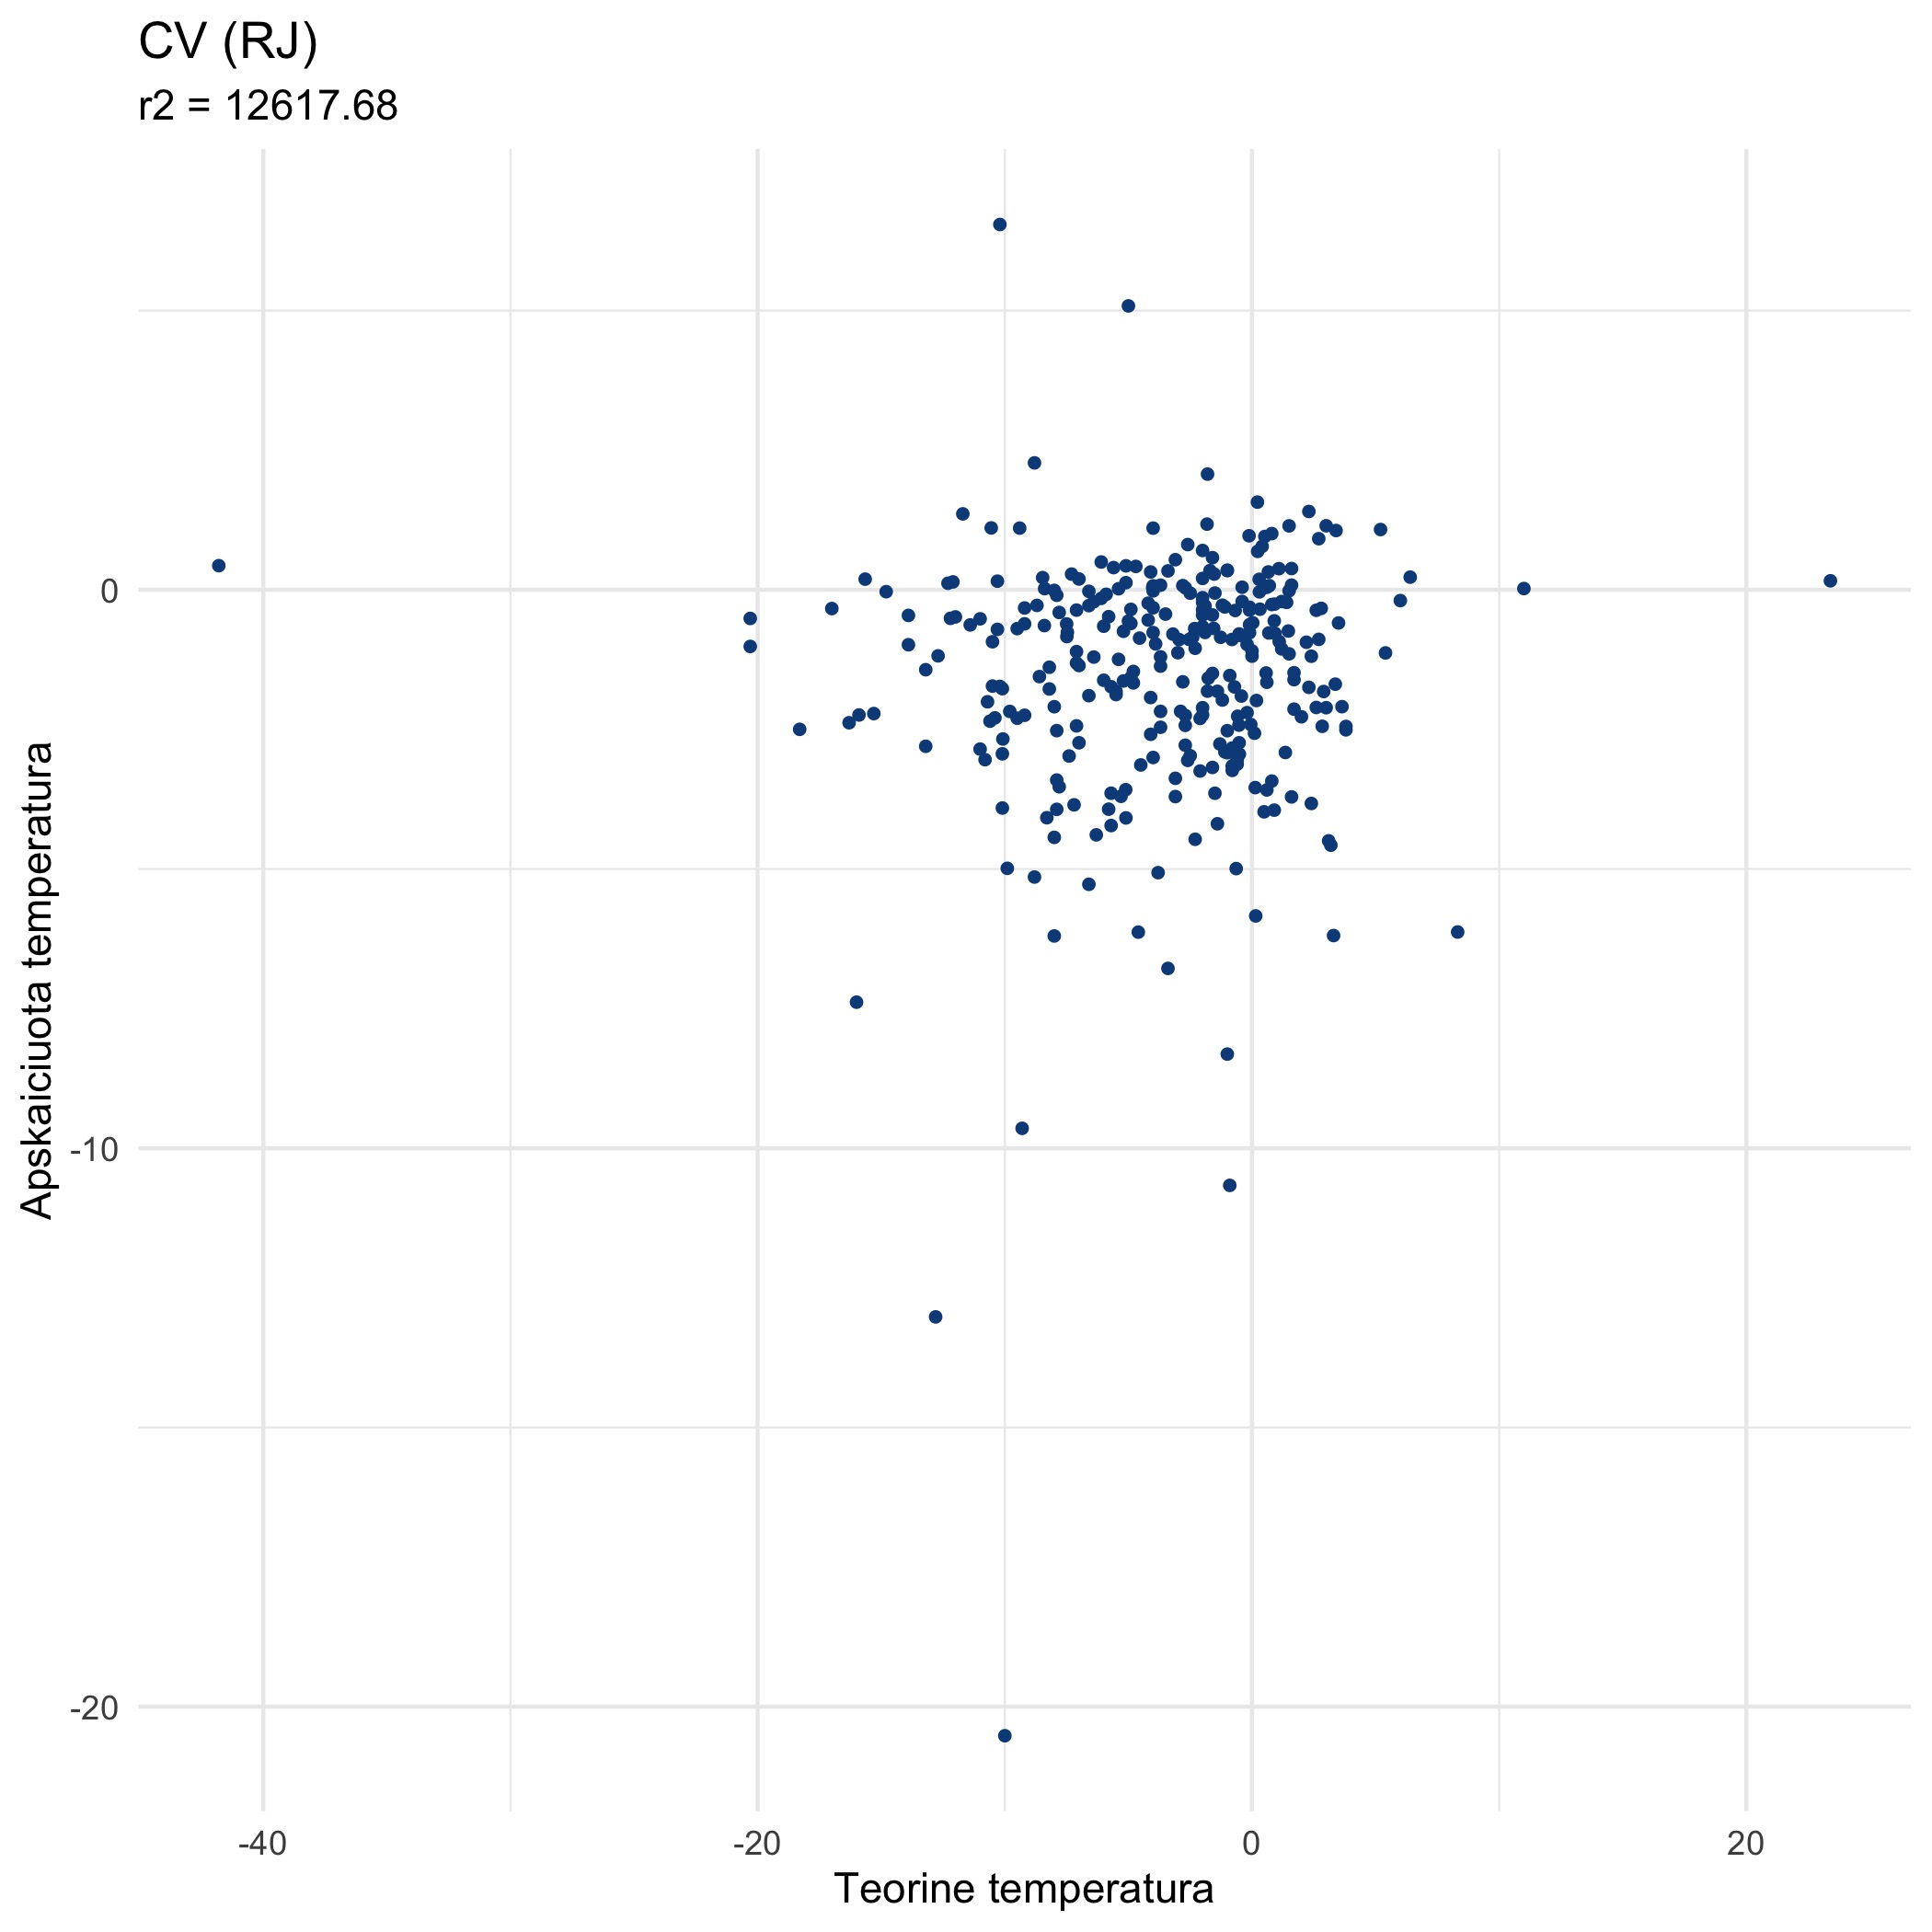 CV (RJ)
r2 = 12617.68
Apskaiciuota temperatura
0
-10
-20
-40
-20
0
20
Teorine temperatura